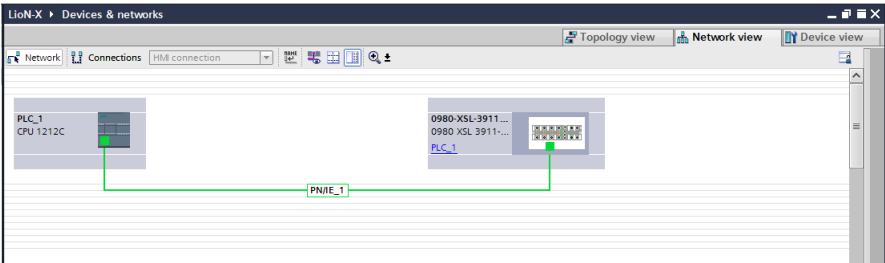 LioN-X ▸ Devices & networks
Topology view Network view Device view
Network Connections HMI connection
PLC_1
CPU 1212C
0980-XSL-3911...
0980 XSL 3911-...
PLC_1
PN/IE_1